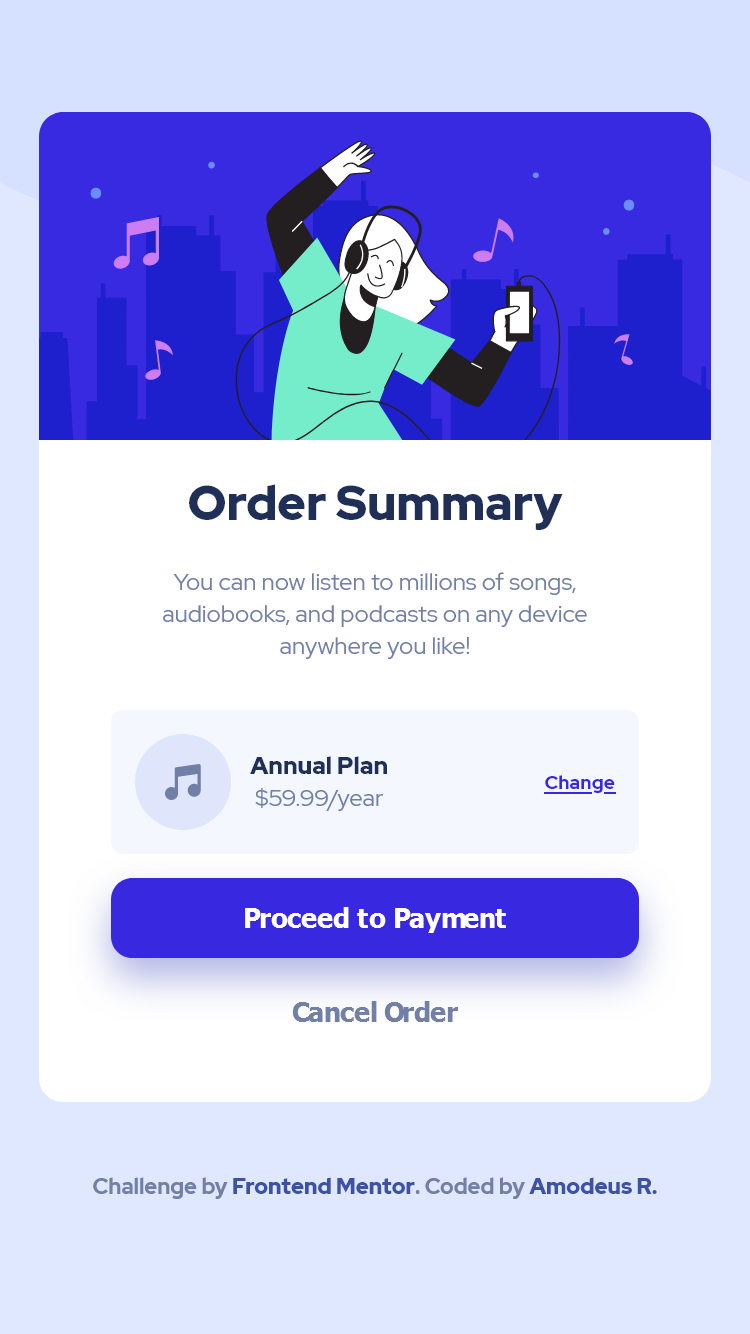 Order Summary
You can now listen to millions of songs,
audiobooks, and podcasts on any device
anywhere you like!
Annual Plan
$59.99/year
Change
Proceed to Payment
Cancel Order
Challenge by Frontend Mentor. Coded by Amodeus R.